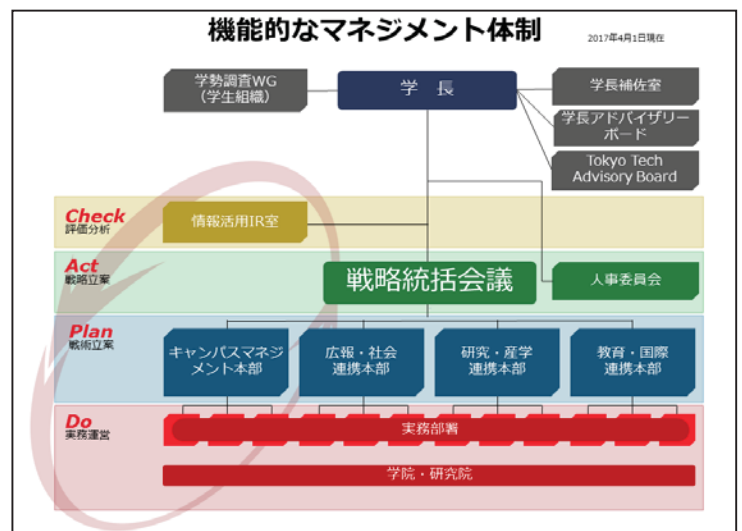 機能的なマネジメント体制
2017年4月1日現在
学勢調査WG
（学生組織）
学　長
学長補佐室
学長アドバイザリー
ボード
Tokyo Tech
Advisory Board
Check
評価分析
情報活用IR室
Act
戦略立案
戦略統括会議
人事委員会
Plan
戦術立案
キャンパスマネジ
メント本部
広報・社会
連携本部
研究・産学
連携本部
教育・国際
連携本部
Do
実務運営
実務部署
学院・研究院